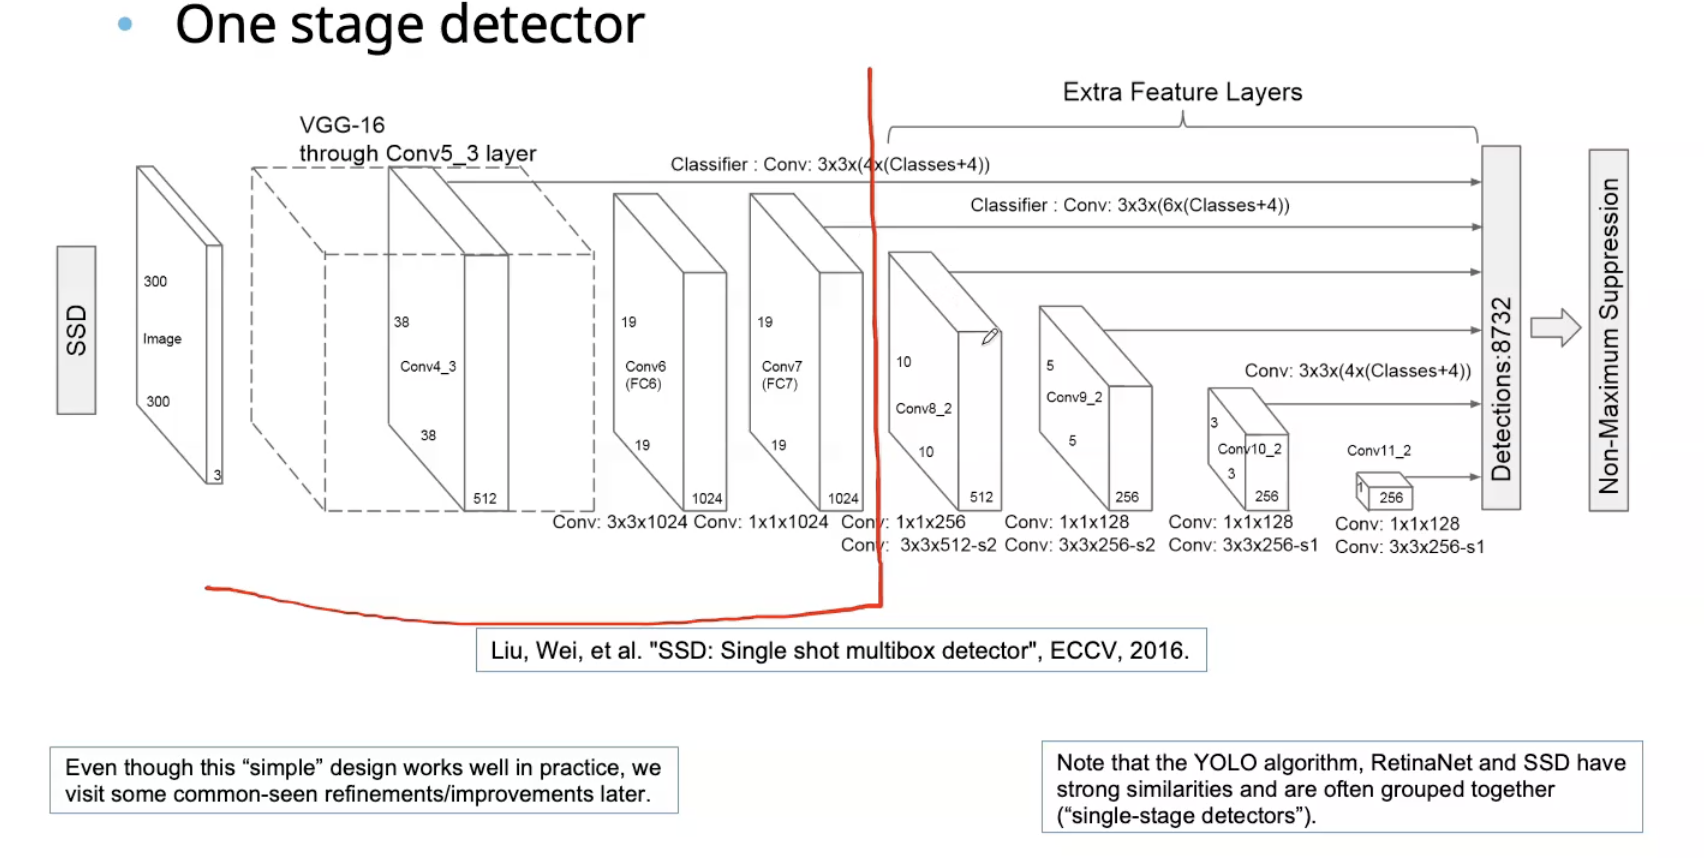 • One stage detector
Extra Feature Layers
VGG-16
through Conv5_3 layer
Classifier : Conv: 3x3x(4x(Classes+4))
Classifier : Conv: 3x3x(6x(Classes+4))
SSD
300
Image
300
3
38
Conv4_3
38
512
19
Conv6
(FC6)
19
1024
19
Conv7
(FC7)
19
1024
10
Conv8_2
10
512
5
Conv9_2
5
256
Conv: 3x3x(4x(Classes+4))
3
Conv10_2
3
256
Conv11_2
1
256
Detections:8732
Non-Maximum Suppression
Conv: 3x3x1024 Conv: 1x1x1024 Conv: 1x1x256 Conv: 1x1x128 Conv: 1x1x128 Conv: 1x1x128
Conv: 3x3x512-s2 Conv: 3x3x256-s2 Conv: 3x3x256-s1 Conv: 3x3x256-s1
Liu, Wei, et al. "SSD: Single shot multibox detector", ECCV, 2016.
Even though this “simple” design works well in practice, we
visit some common-seen refinements/improvements later.
Note that the YOLO algorithm, RetinaNet and SSD have
strong similarities and are often grouped together
(“single-stage detectors”).